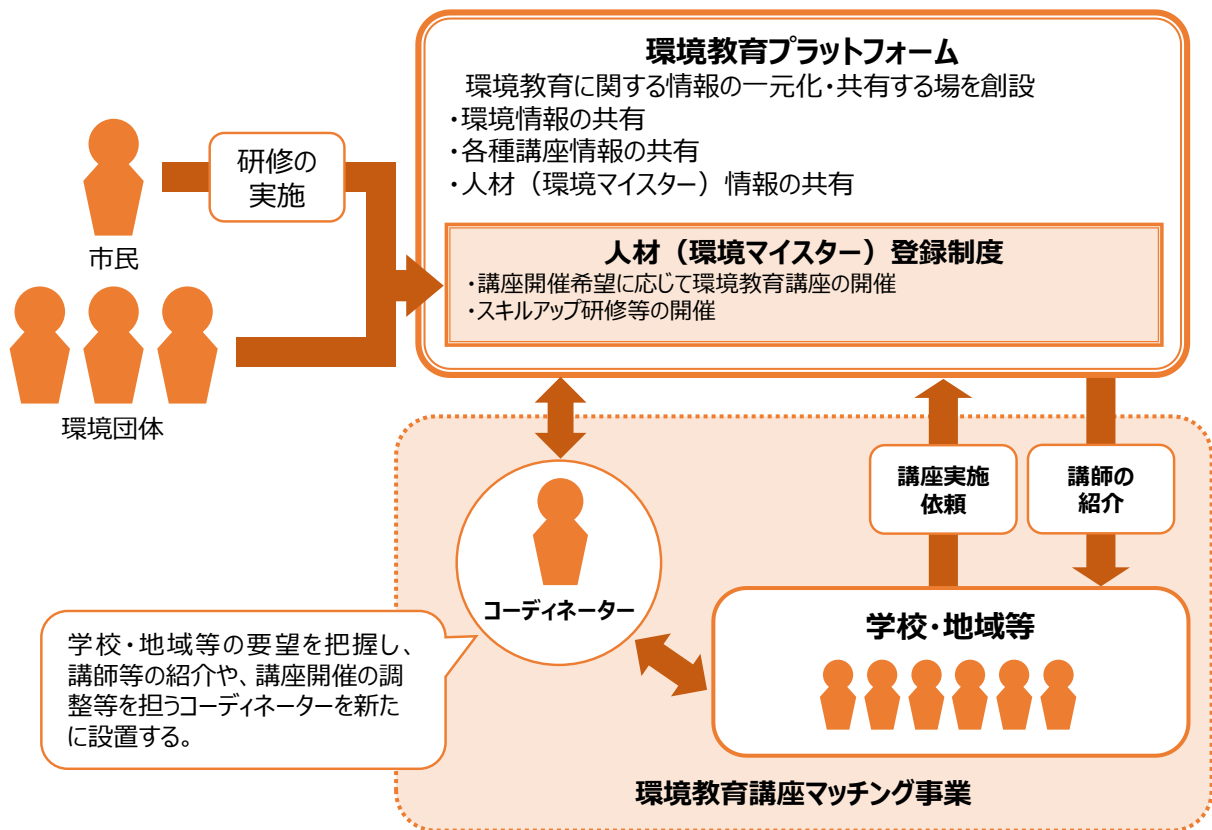 環境教育プラットフォーム
環境教育に関する情報の一元化・共有する場を創設
・環境情報の共有
・各種講座情報の共有
・人材（環境マイスター）情報の共有
研修の
実施
市民
人材（環境マイスター）登録制度
・講座開催希望に応じて環境教育講座の開催
・スキルアップ研修等の開催
環境団体
講座実施
依頼
講師の
紹介
コーディネーター
学校・地域等の要望を把握し、
講師等の紹介や、講座開催の調
整等を担うコーディネーターを新た
に設置する。
学校・地域等
環境教育講座マッチング事業